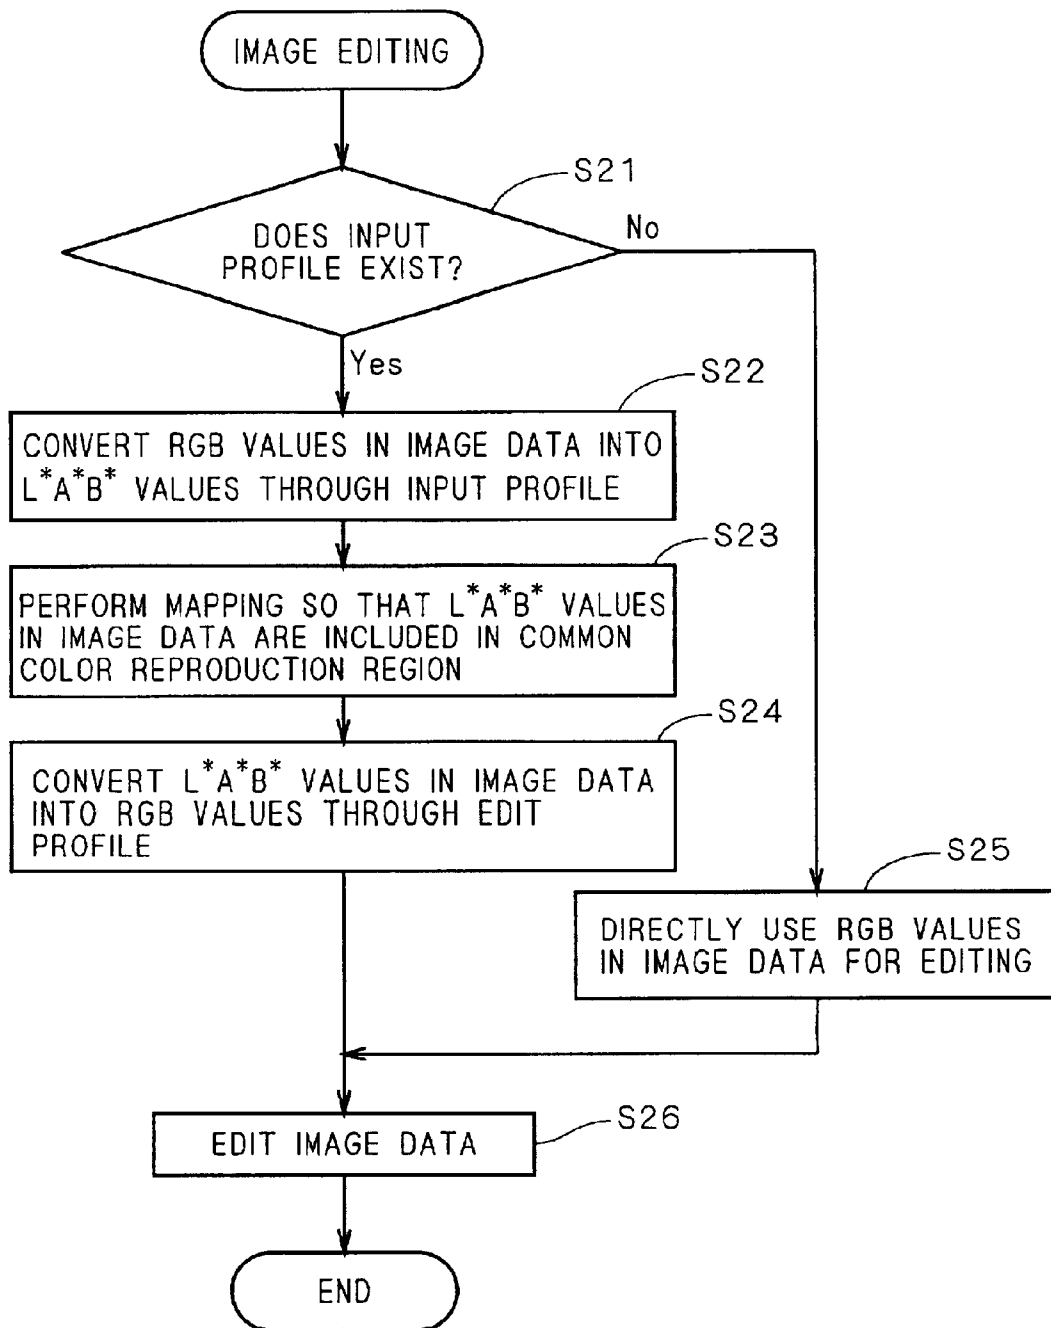 IMAGE EDITING
S21
No
DOES INPUT
PROFILE EXIST?
Yes
S22
CONVERT RGB VALUES IN IMAGE DATA INTO
L*A*B* VALUES THROUGH INPUT PROFILE
S23
PERFORM MAPPING SO THAT L*A*B* VALUES
IN IMAGE DATA ARE INCLUDED IN COMMON
COLOR REPRODUCTION REGION
S24
CONVERT L*A*B* VALUES IN IMAGE DATA
INTO RGB VALUES THROUGH EDIT
PROFILE
S25
DIRECTLY USE RGB VALUES
IN IMAGE DATA FOR EDITING
S26
EDIT IMAGE DATA
END